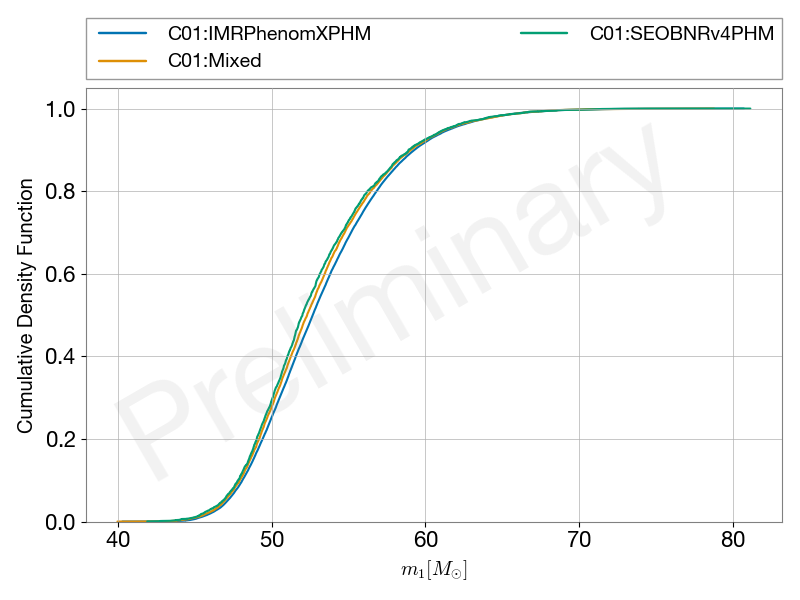 C01:IMRPhenomXPHM
C01:Mixed
C01:SEOBNRv4PHM
Cumulative Density Function
1.0
0.8
0.6
0.4
0.2
0.0
Preliminary
40 50 60 70 80
m₁[M☉]